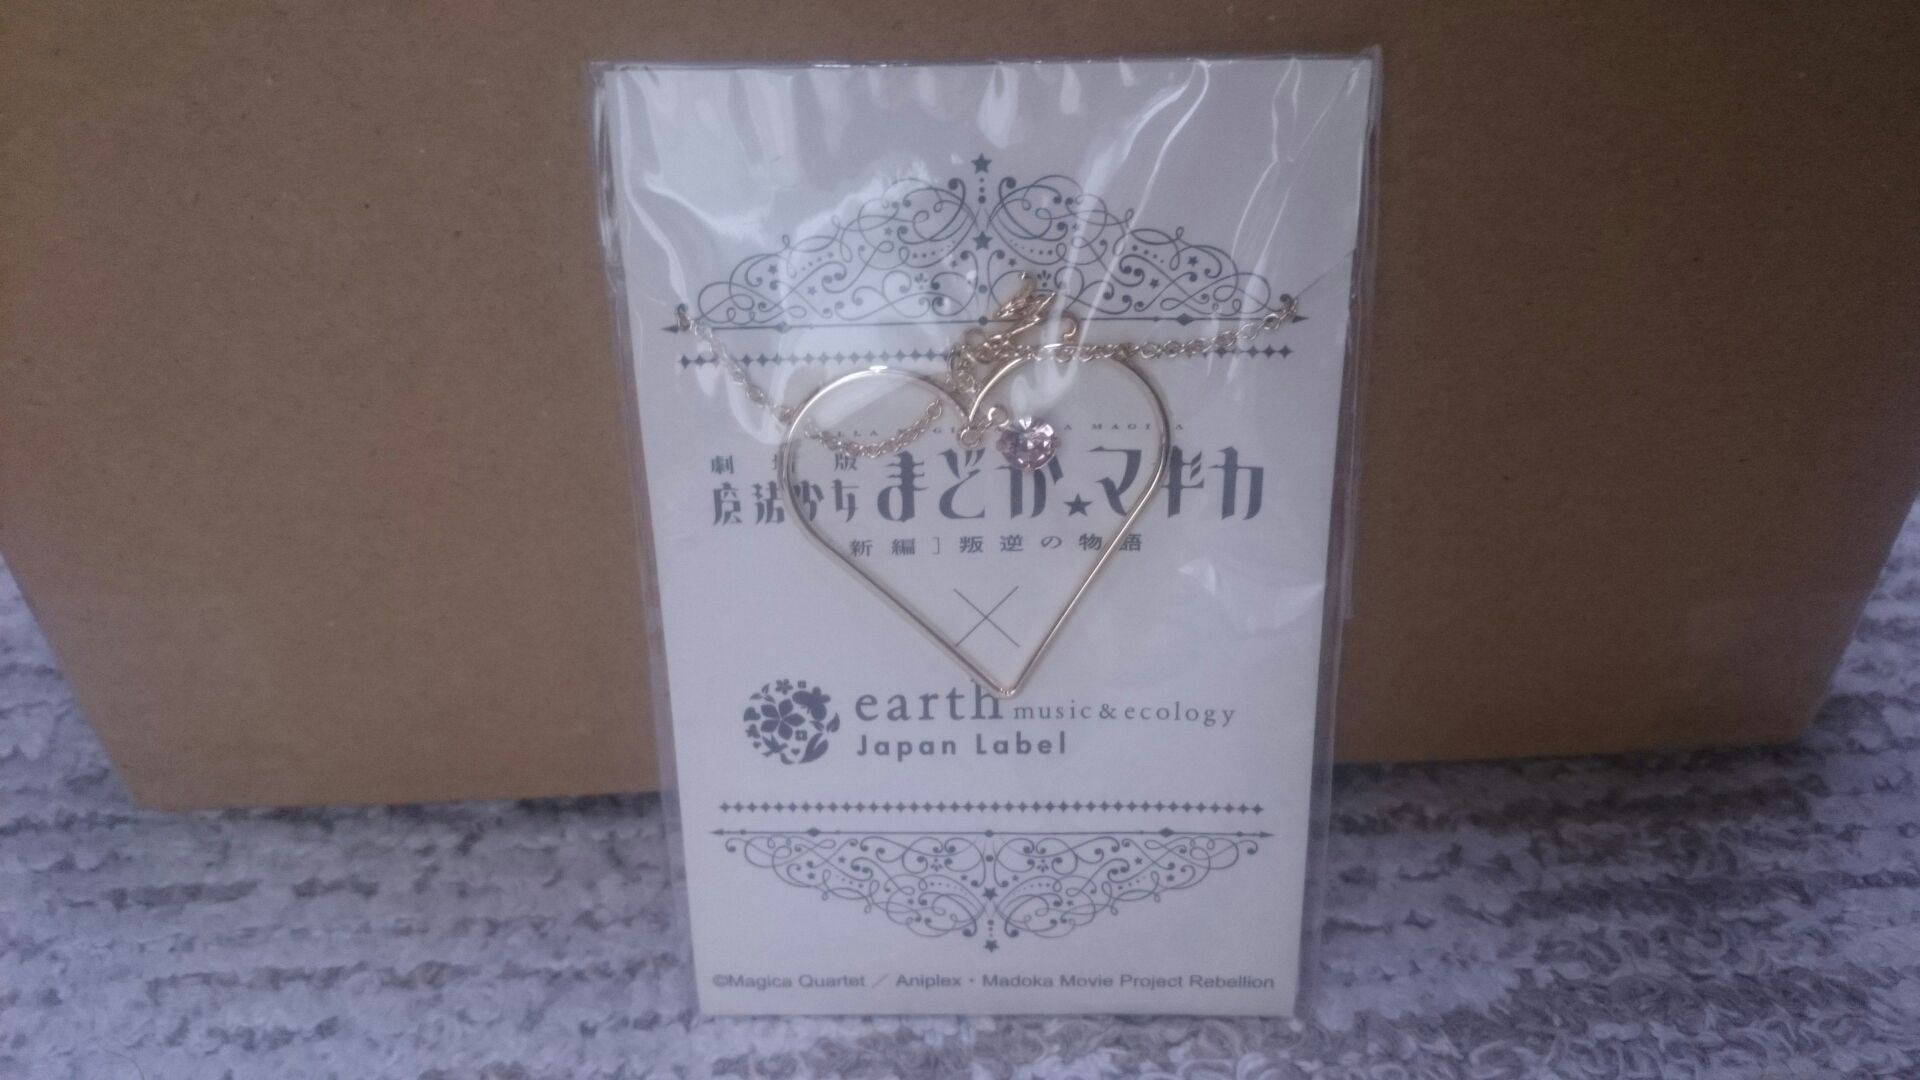 劇場版
魔法少女まどか★マギカ
新編］叛逆の物語
×
earth music&ecology
Japan Label
©Magica Quartet／Aniplex・Madoka Movie Project Rebellion